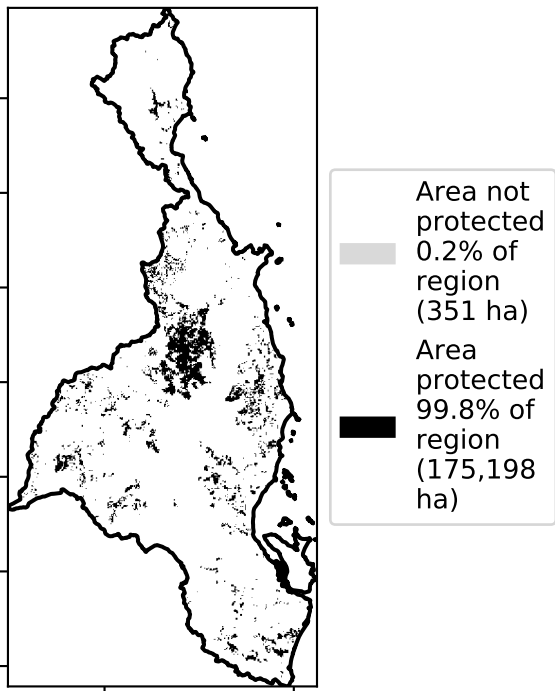 Area not
protected
0.2% of
region
(351 ha)
Area
protected
99.8% of
region
(175,198
ha)